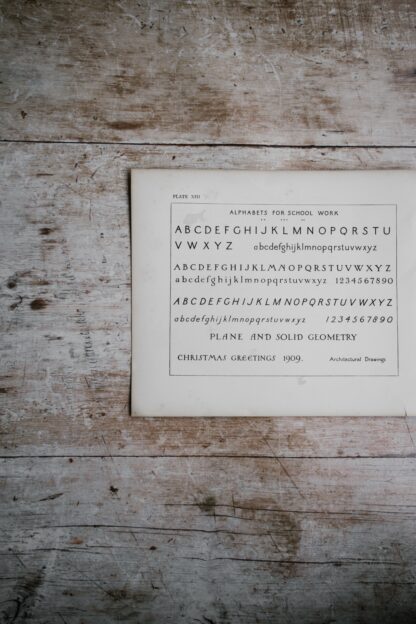 PLATE XIII
ALPHABETS FOR SCHOOL WORK
ABCDEFGHIJKLMNOPQRSTU
VWXYZ abcdefghijklmnopqrstuvwxyz
ABCDEFGHIJKLMNOPQRSTUVWXYZ
abcdefghijklmnopqrstuvwxyz 1234567890
ABCDEFGHIJKLMNOPQRSTUVWXYZ
abcdefghijklmnopqrstuvwxyz 1234567890
PLANE AND SOLID GEOMETRY
CHRISTMAS GREETINGS 1909. Architectural Drawings